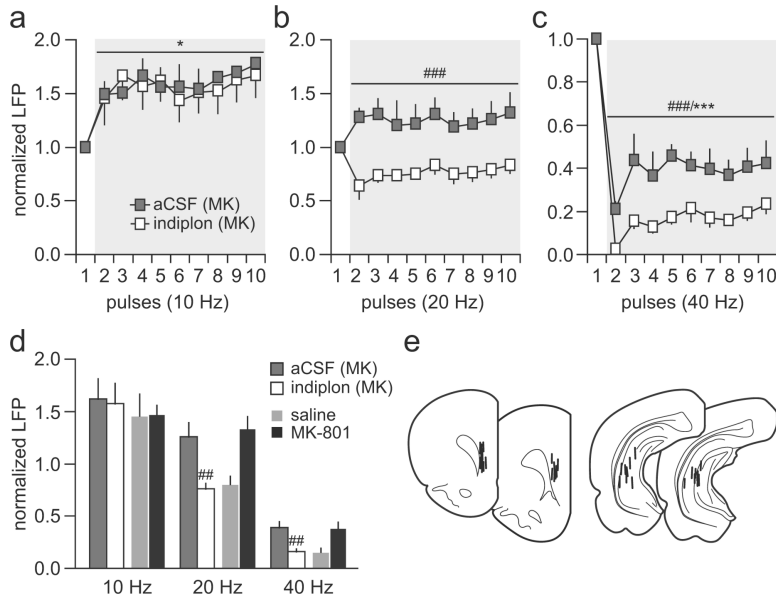 a
normalized LFP
2.0
1.5
1.0
0.5
0.0
*
aCSF (MK)
indiplon (MK)
1 2 3 4 5 6 7 8 9 10
pulses (10 Hz)
b
2.0
1.5
1.0
0.5
0.0
###
1 2 3 4 5 6 7 8 9 10
pulses (20 Hz)
c
1.0
0.8
0.6
0.4
0.2
0.0
###/***
1 2 3 4 5 6 7 8 9 10
pulses (40 Hz)
d
normalized LFP
2.0
1.5
1.0
0.5
0.0
aCSF (MK)
indiplon (MK)
saline
MK-801
##
##
10 Hz 20 Hz 40 Hz
e